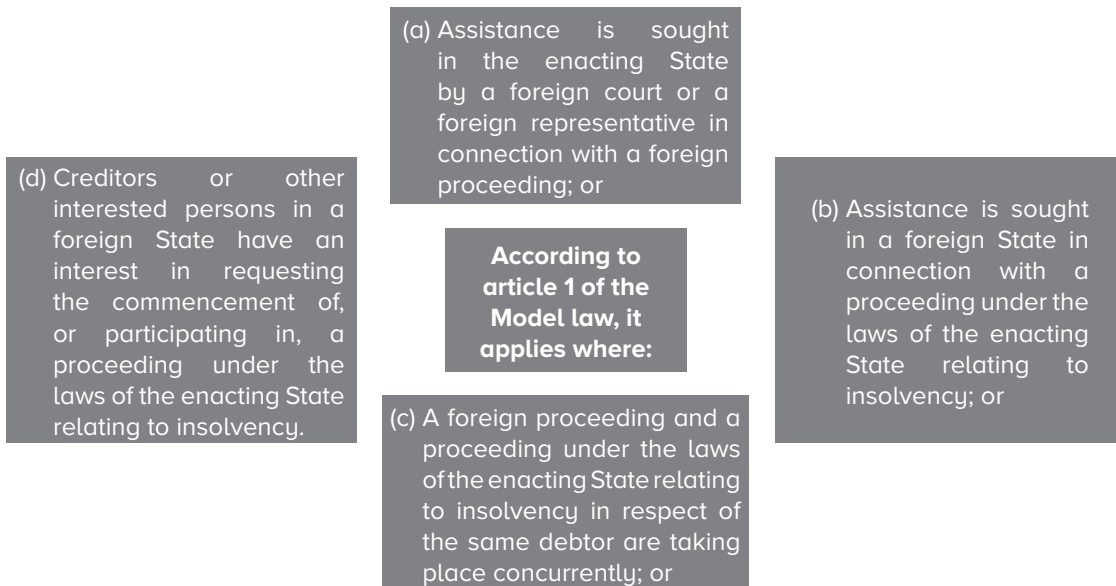 According to
article 1 of the
Model law, it
applies where:
(a) Assistance is sought
in the enacting State
by a foreign court or a
foreign representative in
connection with a foreign
proceeding; or
(b) Assistance is sought
in a foreign State in
connection with a
proceeding under the
laws of the enacting
State relating to
insolvency; or
(c) A foreign proceeding and a
proceeding under the laws
of the enacting State relating
to insolvency in respect of
the same debtor are taking
place concurrently; or
(d) Creditors or other
interested persons in a
foreign State have an
interest in requesting
the commencement of,
or participating in, a
proceeding under the
laws of the enacting State
relating to insolvency.